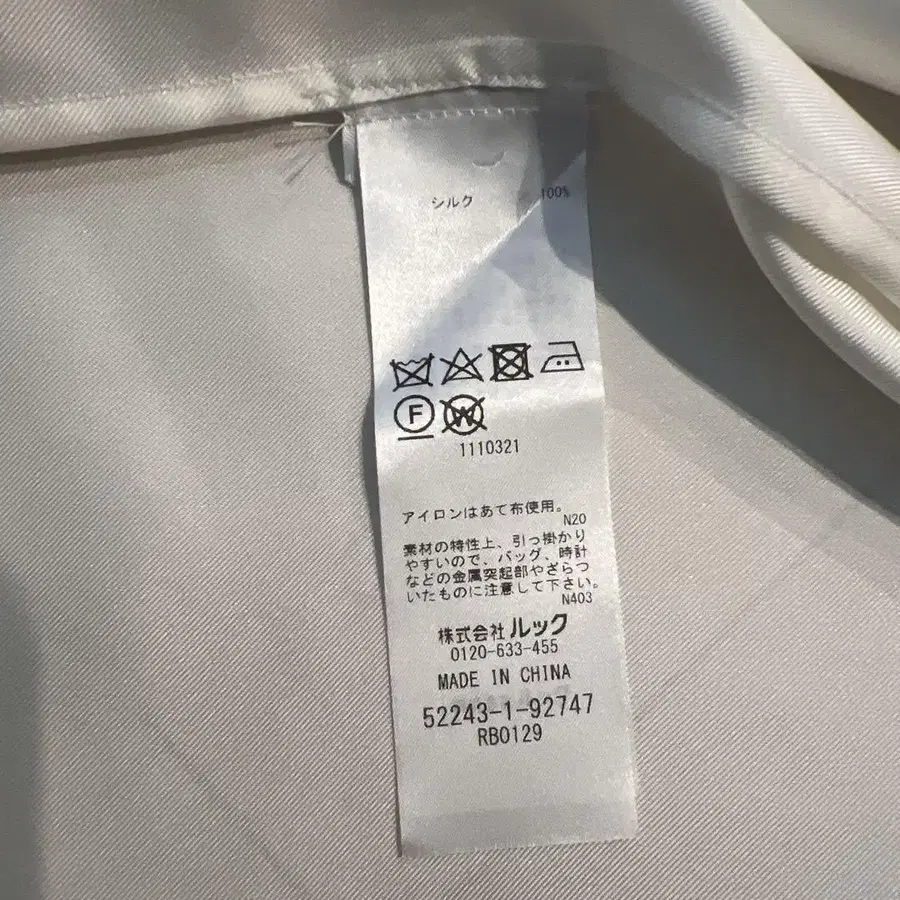 シルク 100%
F W
1110321
アイロンはあて布使用。
N20
素材の特性上、引っ掛かり
やすいので、バッグ、時計
などの金属突起部やざらつ
いたものに注意して下さい。
N403
株式会社ルック
0120-633-455
MADE IN CHINA
52243-1-92747
RB0129